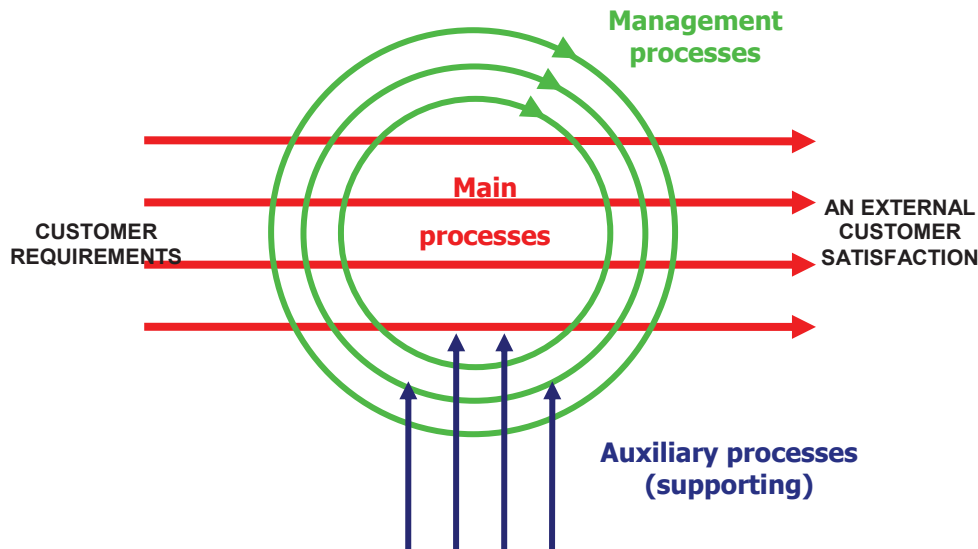 Management
processes
Main
processes
CUSTOMER
REQUIREMENTS
AN EXTERNAL
CUSTOMER
SATISFACTION
Auxiliary processes
(supporting)